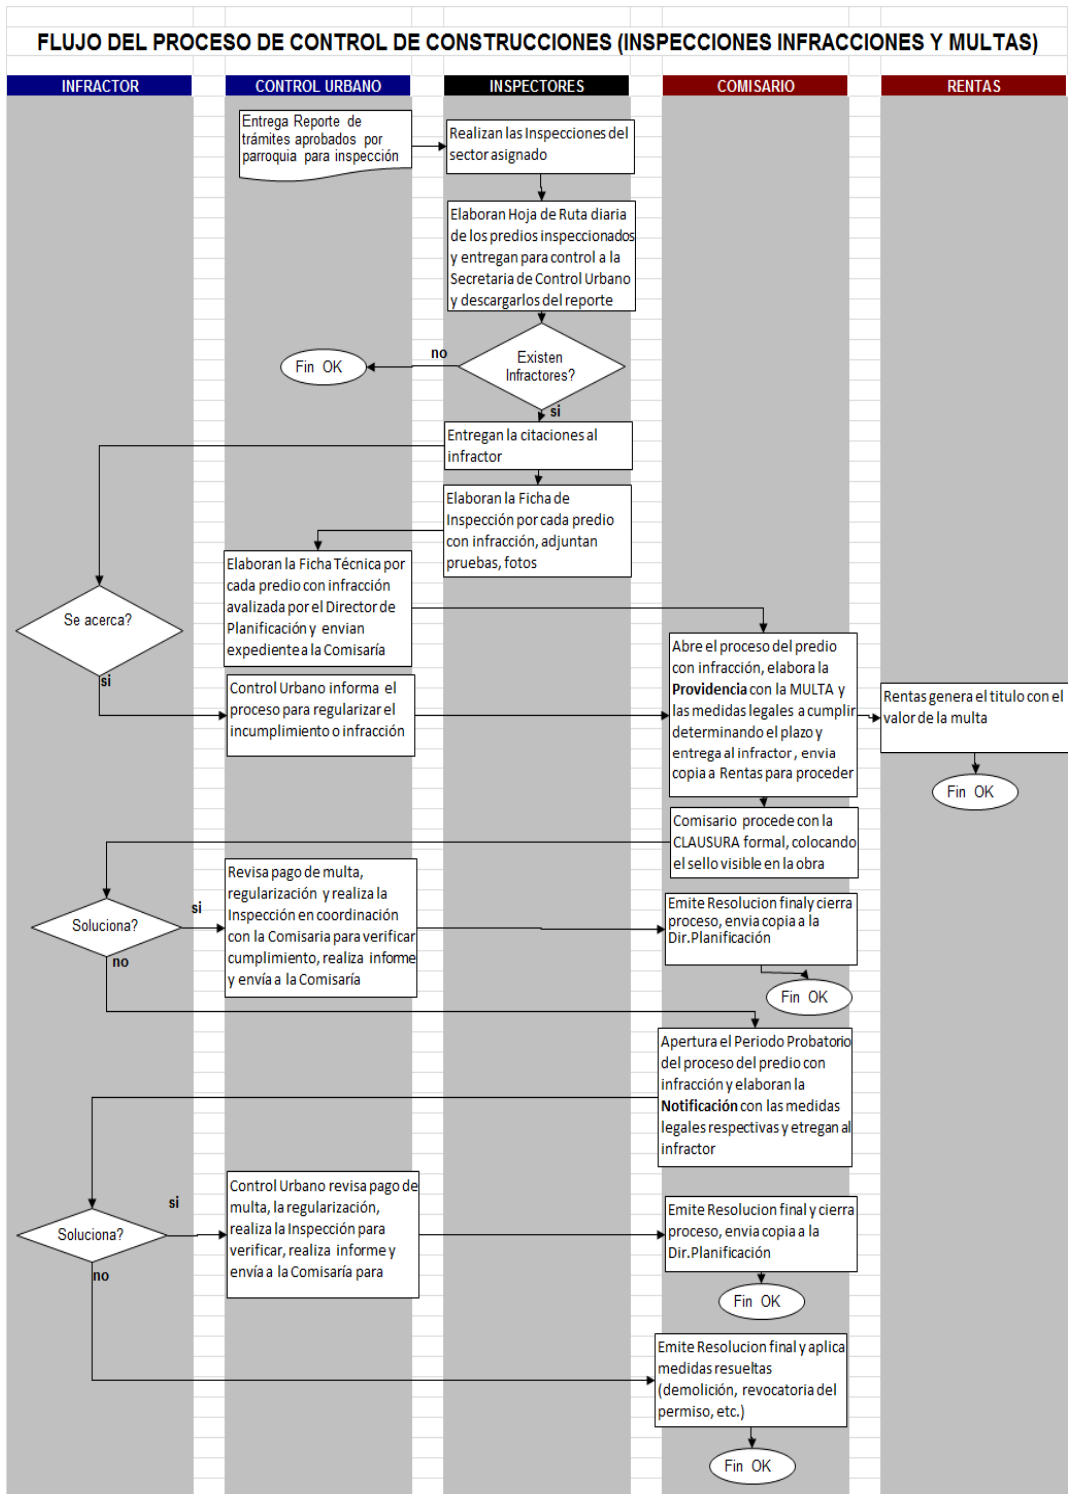 FLUJO DEL PROCESO DE CONTROL DE CONSTRUCCIONES (INSPECCIONES INFRACCIONES Y MULTAS)
INFRACTOR
CONTROL URBANO
INSPECTORES
COMISARIO
RENTAS
Entrega Reporte de
trámites aprobados por
parroquia para inspección
Realizan las Inspecciones del
sector asignado
Elaboran Hoja de Ruta diaria
de los predios inspeccionados
y entregan para control a la
Secretaria de Control Urbano
y descargarlos del reporte
no
Existen
Infractores?
Fin OK
si
Entregan la citaciones al
infractor
Elaboran la Ficha de
Inspección por cada predio
con infracción, adjuntan
pruebas, fotos
Elaboran la Ficha Técnica por
cada predio con infracción
avalizada por el Director de
Planificación y envian
expediente a la Comisaría
Se acerca?
si
Control Urbano informa el
proceso para regularizar el
incumplimiento o infracción
Abre el proceso del predio
con infracción, elabora la
Providencia con la MULTA y
las medidas legales a cumplir
determinando el plazo y
entrega al infractor , envia
copia a Rentas para proceder
Rentas genera el titulo con el
valor de la multa
Fin OK
Comisario procede con la
CLAUSURA formal, colocando
el sello visible en la obra
Revisa pago de multa,
regularización y realiza la
Inspección en coordinación
con la Comisaria para verificar
cumplimiento, realiza informe
y envía a la Comisaría
si
Soluciona?
no
Emite Resolucion final y cierra
proceso, envia copia a la
Dir.Planificación
Fin OK
Apertura el Periodo Probatorio
del proceso del predio con
infracción y elaboran la
Notificación con las medidas
legales respectivas y etregan al
infractor
Control Urbano revisa pago de
multa, la regularización,
realiza la Inspección para
verificar, realiza informe y
envía a la Comisaría para
si
Soluciona?
no
Emite Resolucion final y cierra
proceso, envia copia a la
Dir.Planificación
Fin OK
Emite Resolucion final y aplica
medidas resueltas
(demolición, revocatoria del
permiso, etc.)
Fin OK